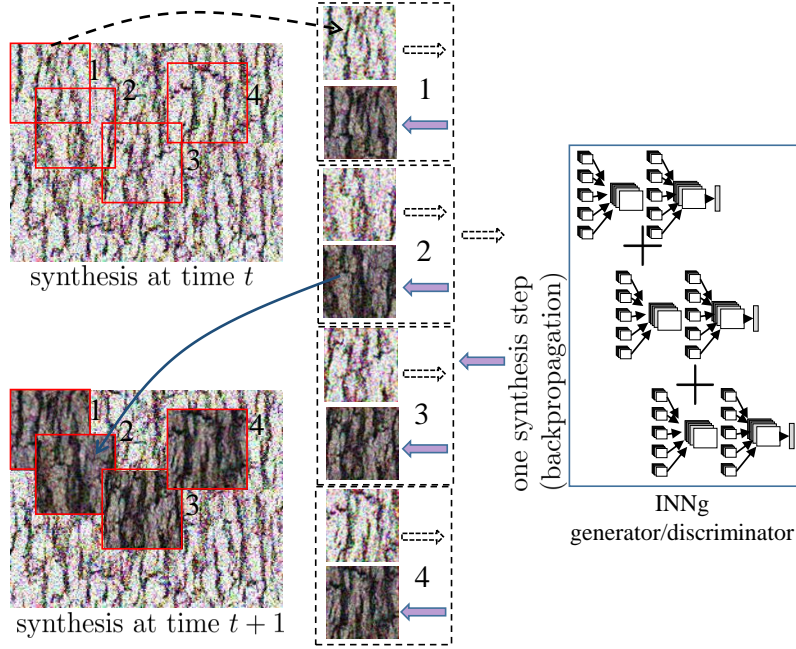 1
2
4
3
synthesis at time t
1
2
3
4
one synthesis step
(backpropagation)
INNg
generator/discriminator
1
2
4
3
synthesis at time t + 1